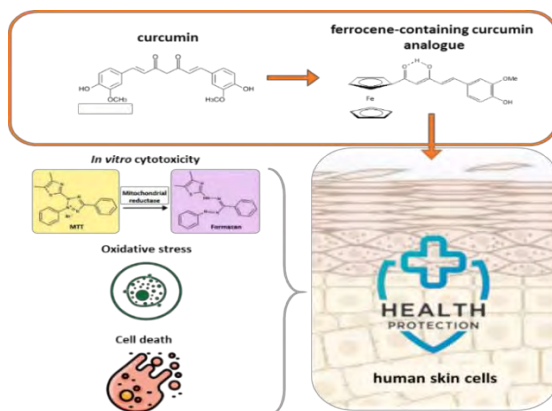 curcumin
ferrocene-containing curcumin
analogue
O O
HO
OCH₃
H₃CO
OH
O H O
Fe
OMe
OH
In vitro cytotoxicity
Mitochondrial
reductase
MTT
Formazan
Oxidative stress
Cell death
HEALTH
PROTECTION
human skin cells